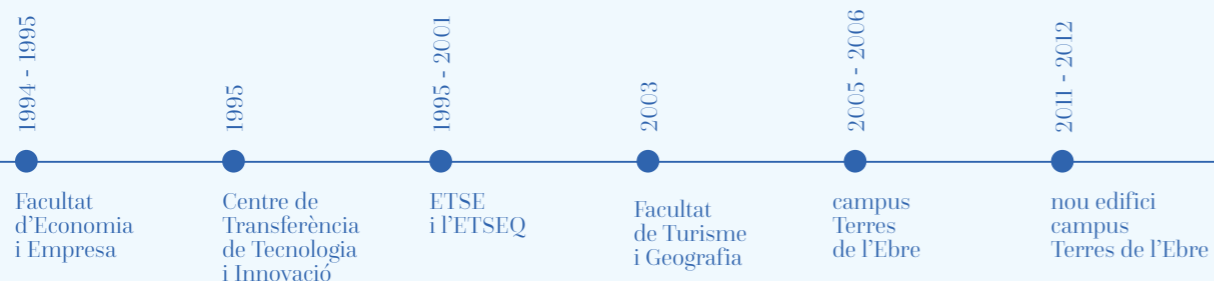 1994 - 1995
1995
1995 - 2001
2003
2005 - 2006
2011 - 2012
Facultat
d'Economia
i Empresa
Centre de
Transferència
de Tecnologia
i Innovació
ETSE
i l'ETSEQ
Facultat
de Turisme
i Geografia
campus
Terres
de l'Ebre
nou edifici
campus
Terres de l'Ebre